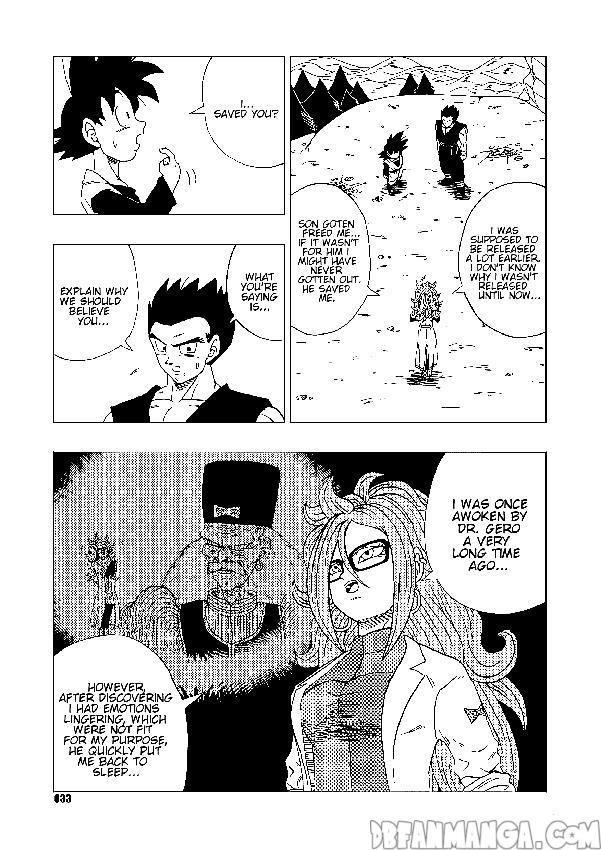 I WAS
SUPPOSED TO
BE RELEASED
A LOT EARLIER.
I DON'T KNOW
WHY I WASN'T
RELEASED
UNTIL NOW...
SON GOTEN
FREED ME...
IF IT WASN'T
FOR HIM I
MIGHT HAVE
NEVER
GOTTEN OUT.
HE SAVED
ME.
I...
SAVED YOU?
WHAT
YOU'RE
SAYING
IS...
EXPLAIN WHY
WE SHOULD
BELIEVE
YOU...
I WAS ONCE
AWOKEN BY
DR. GERO
A VERY
LONG TIME
AGO...
HOWEVER,
AFTER DISCOVERING
I HAD EMOTIONS
LINGERING, WHICH
WERE NOT FIT
FOR MY PURPOSE,
HE QUICKLY PUT
ME BACK TO
SLEEP...
033
DBFANMANGA.COM